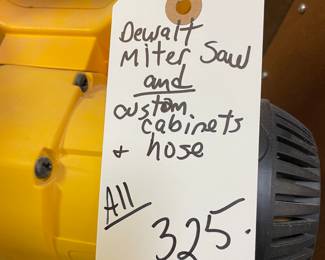 Dewalt
Miter Saw
and
custom
cabinets
+ hose
All
325.